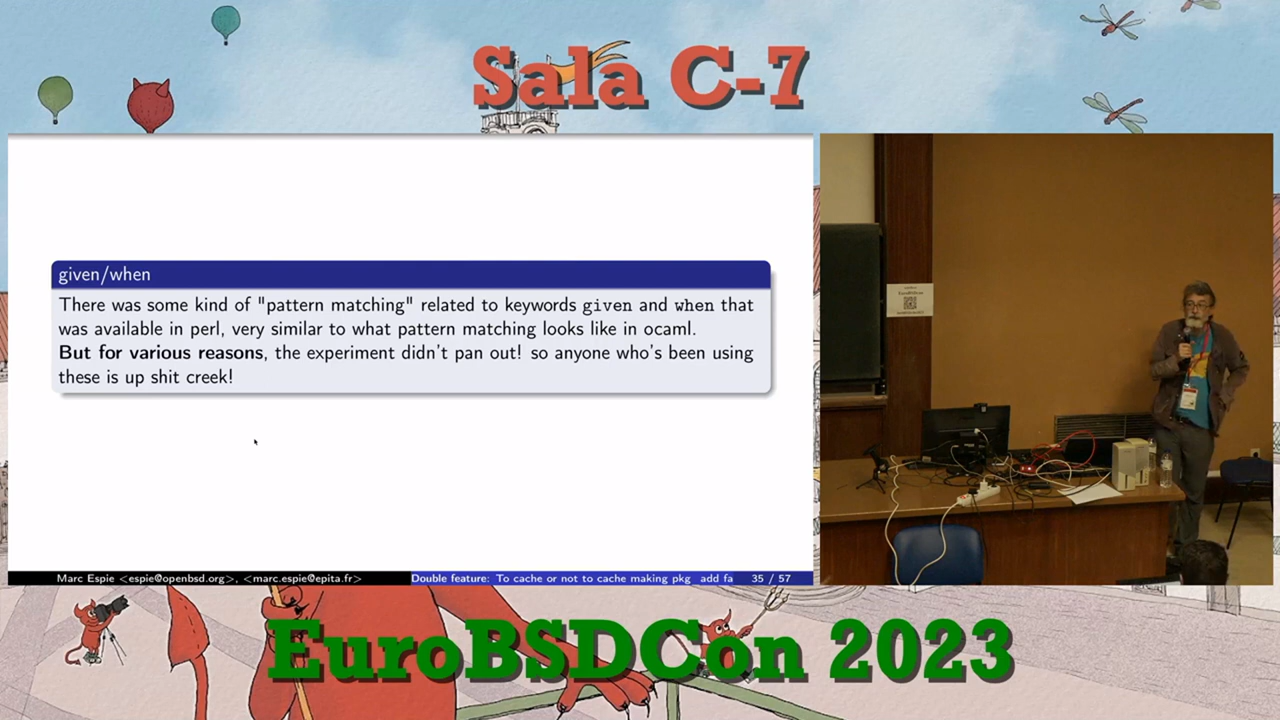 Sala C-7
given/when
There was some kind of "pattern matching" related to keywords given and when that
was available in perl, very similar to what pattern matching looks like in ocaml.
But for various reasons, the experiment didn't pan out! so anyone who's been using
these is up shit creek!
Marc Espie <espie@openbsd.org>, <marc.espie@epita.fr>
Double feature: To cache or not to cache making pkg_add fa
35 / 57
EuroBSDCon 2023